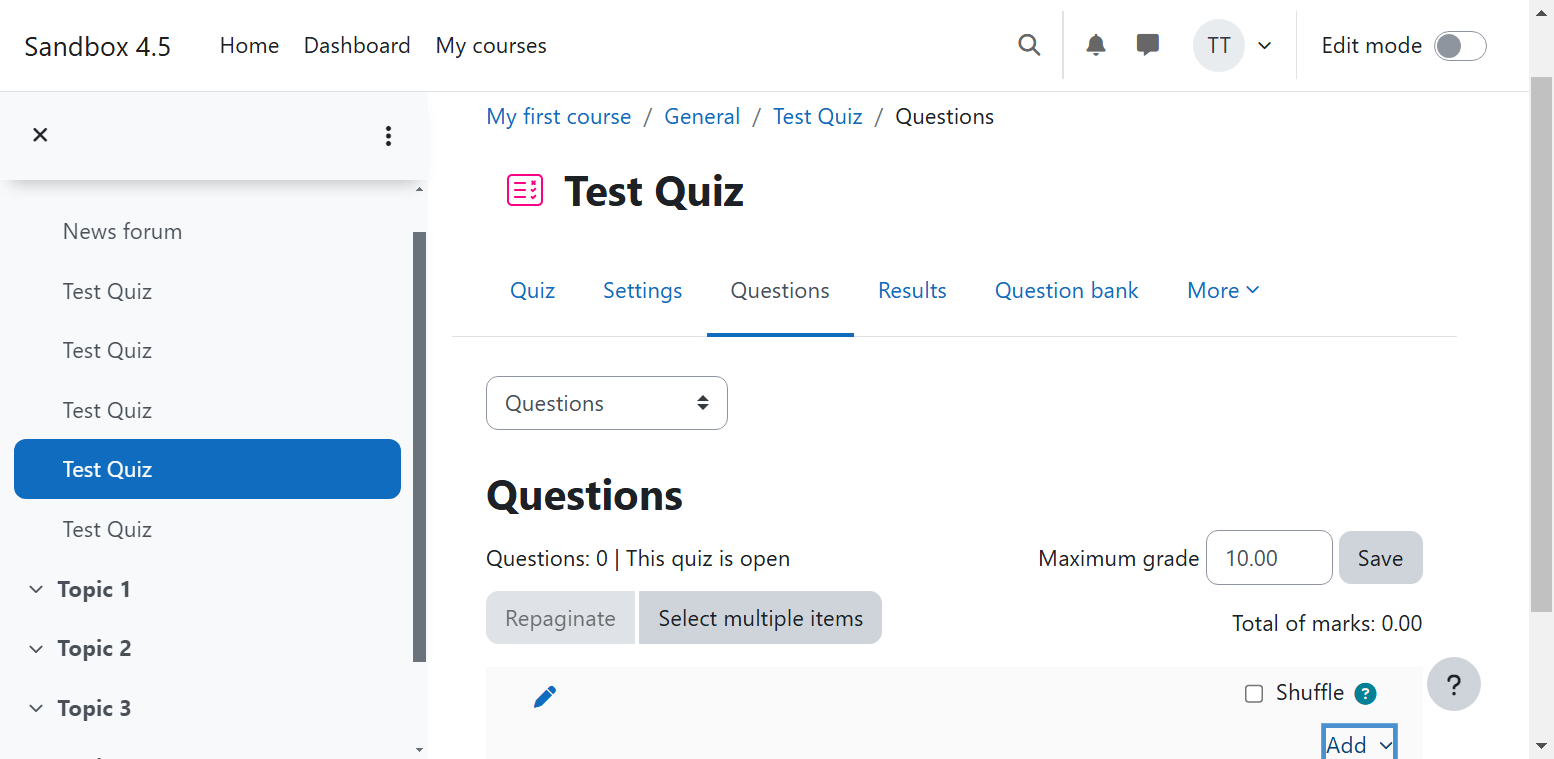 Sandbox 4.5 Home Dashboard My courses TT Edit mode
My first course / General / Test Quiz / Questions
Test Quiz
News forum
Test Quiz
Test Quiz
Test Quiz
Test Quiz
Test Quiz
Topic 1
Topic 2
Topic 3
Quiz Settings Questions Results Question bank More
Questions
Questions
Questions: 0 | This quiz is open
Maximum grade 10.00 Save
Repaginate Select multiple items
Total of marks: 0.00
Shuffle ?
?
Add